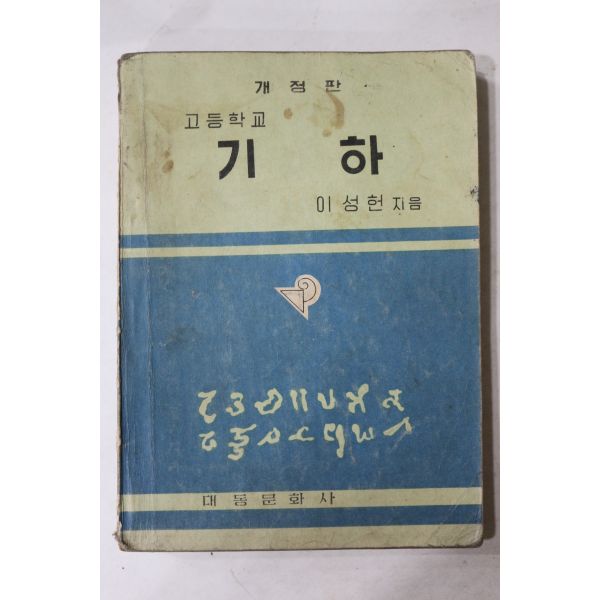 개정판
고등학교
기하
이성헌 지음
대동문화사